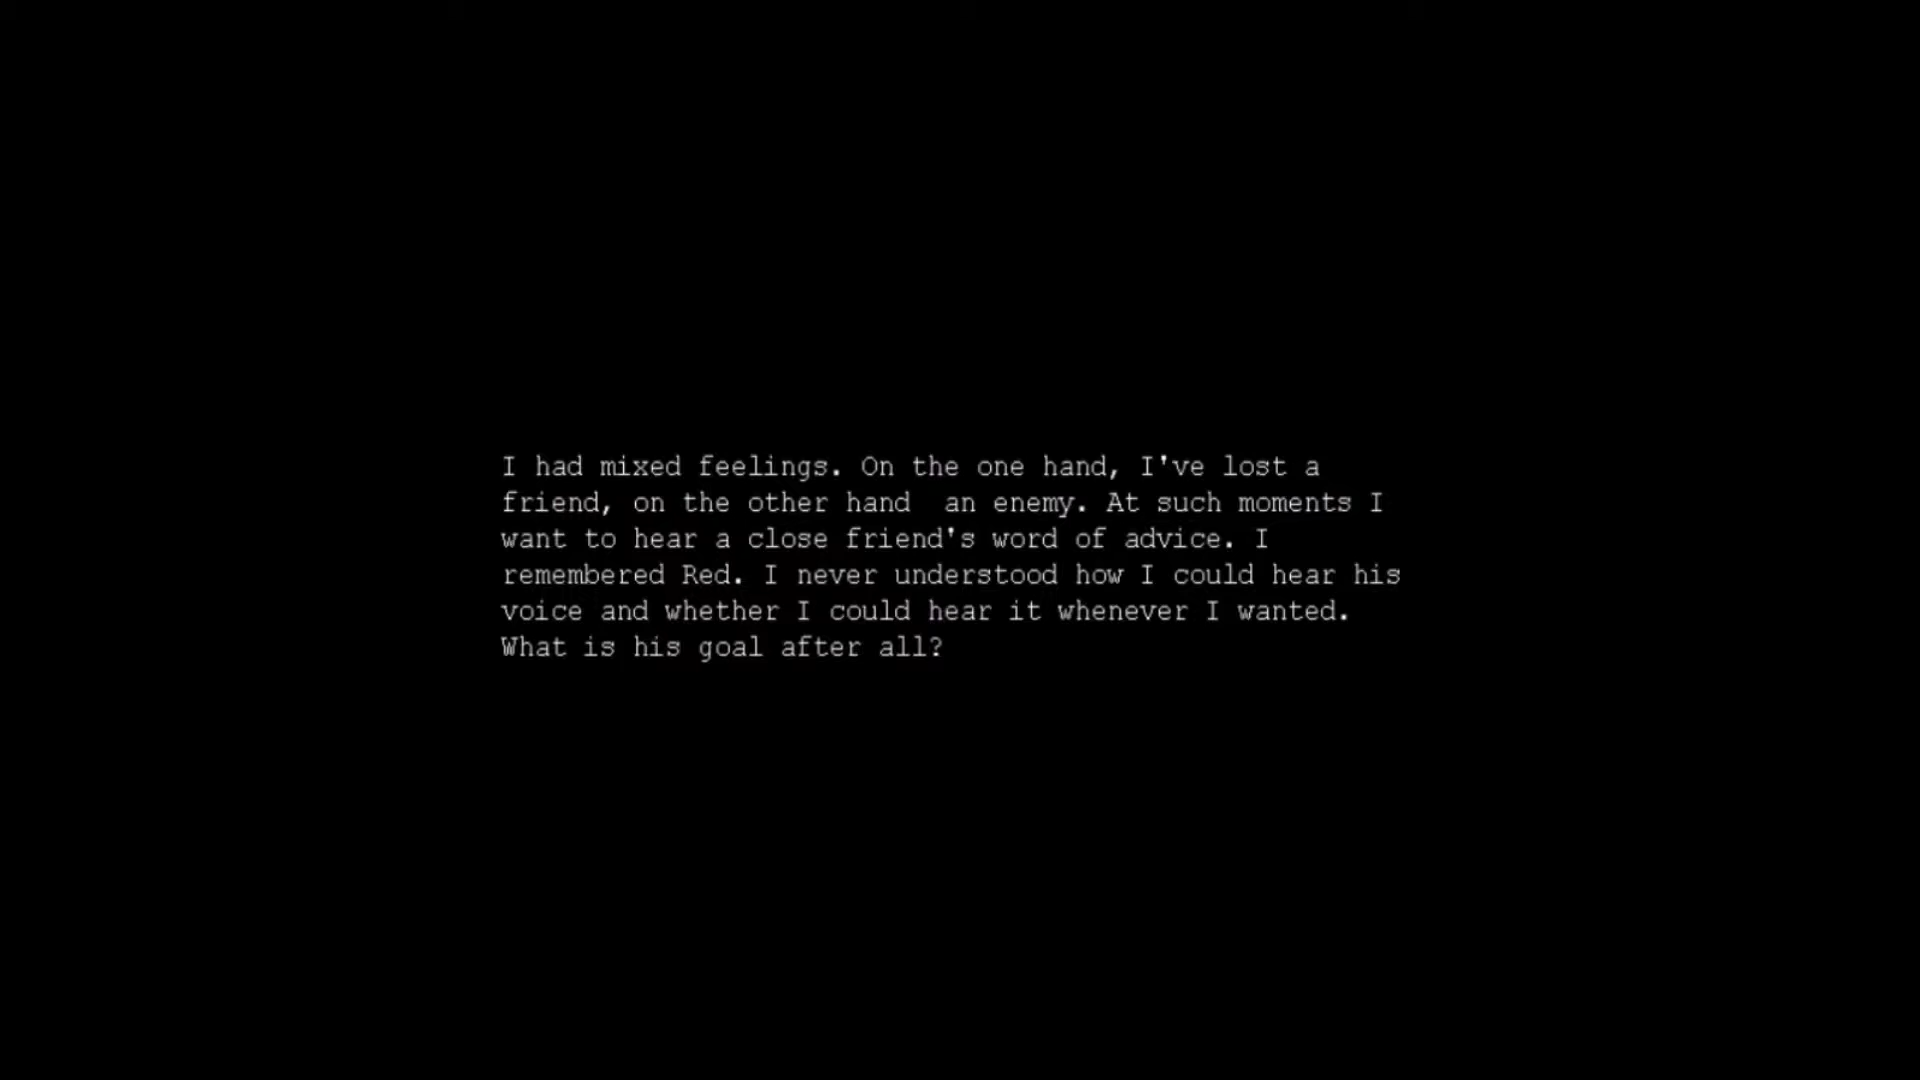 I had mixed feelings. On the one hand, I've lost a
friend, on the other hand  an enemy. At such moments I
want to hear a close friend's word of advice. I
remembered Red. I never understood how I could hear his
voice and whether I could hear it whenever I wanted.
What is his goal after all?